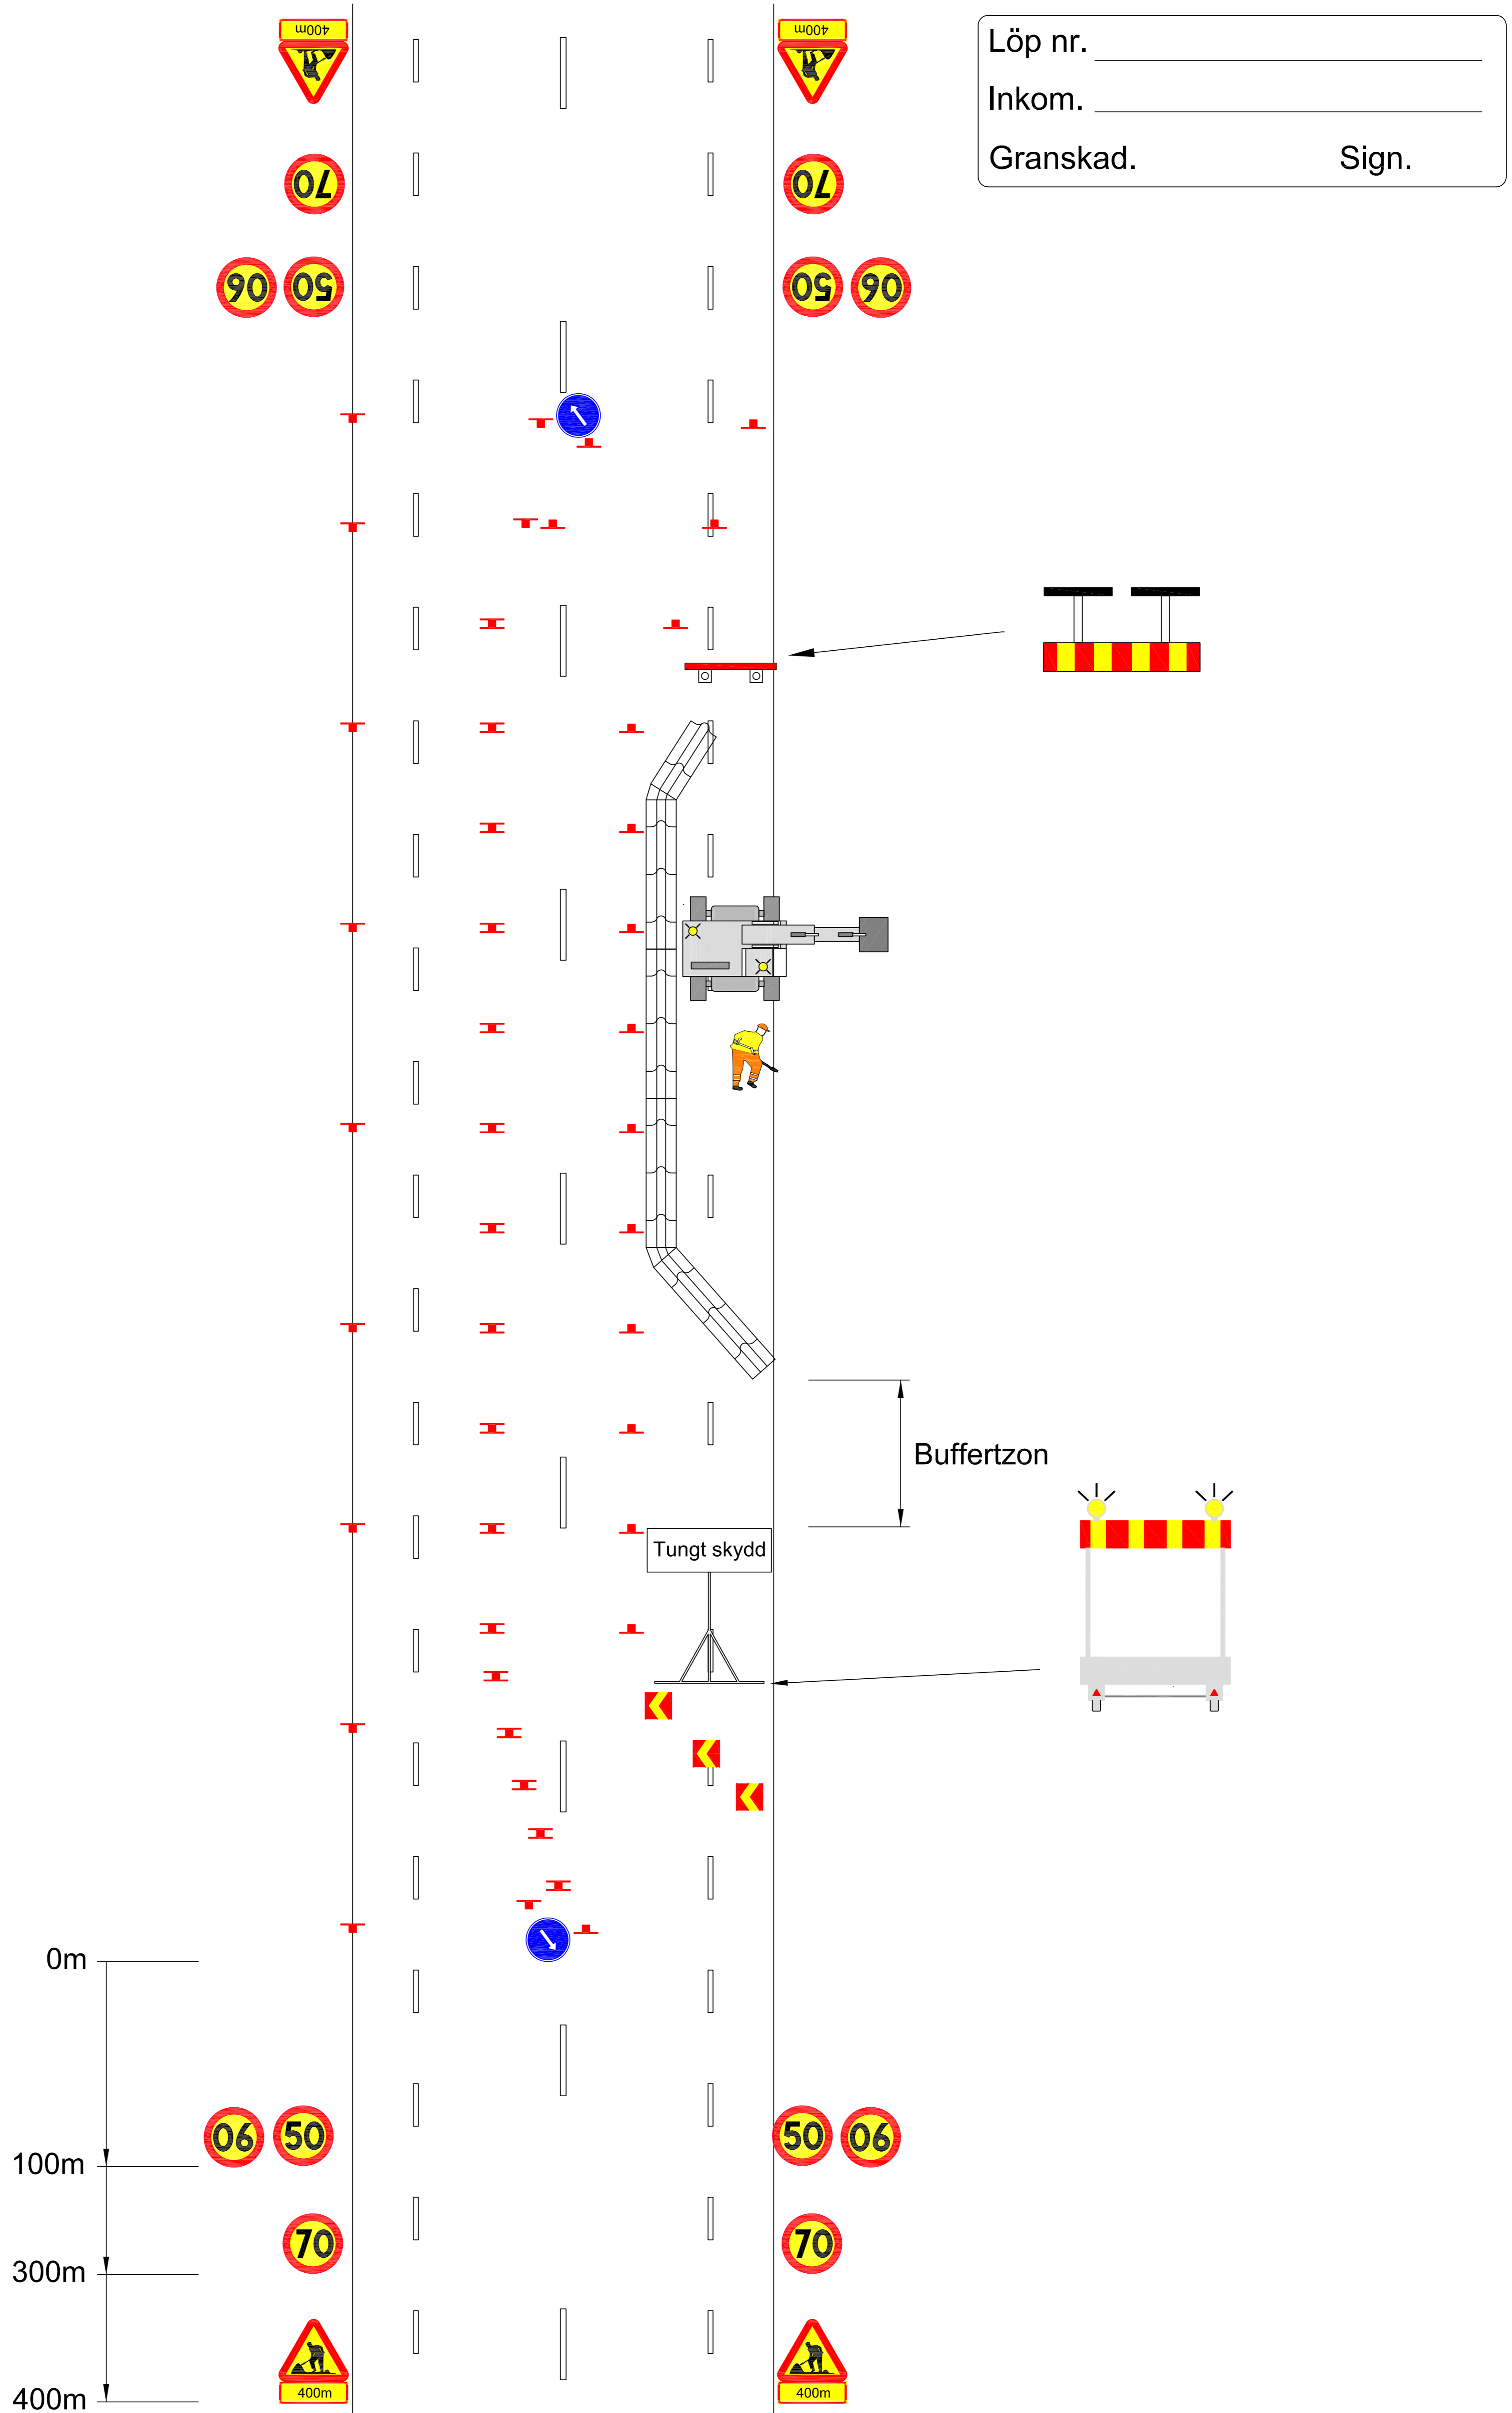 400m
400m
Löp nr.
Inkom.
Granskad. Sign.
70
70
90 50
50 90
Buffertzon
Tungt skydd
0m
90 50
50 90
100m
70
70
300m
400m
400m
400m